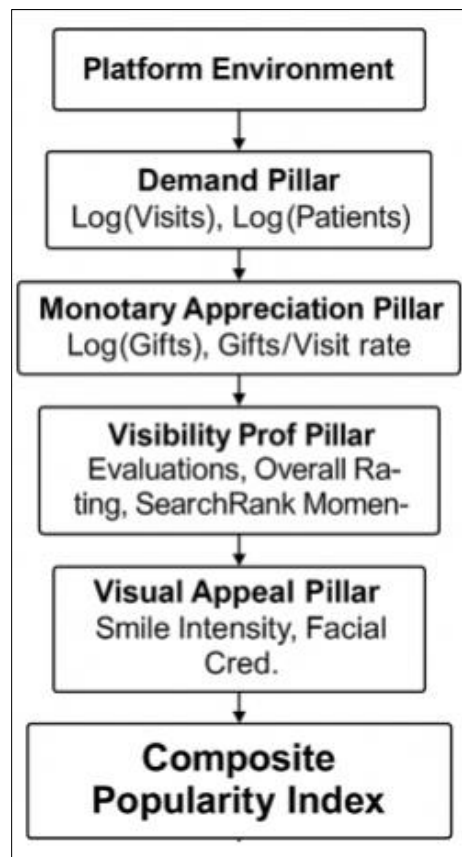 Platform Environment
Demand Pillar
Log(Visits), Log(Patients)
Monotary Appreciation Pillar
Log(Gifts), Gifts/Visit rate
Visibility Prof Pillar
Evaluations, Overall Ra-
ting, SearchRank Momen-
Visual Appeal Pillar
Smile Intensity, Facial
Cred.
Composite
Popularity Index